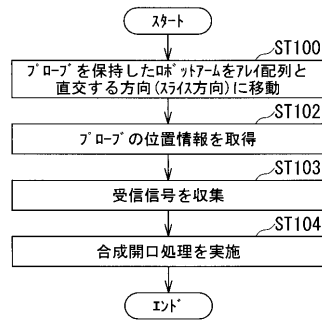 スタート
ST100
プローブを保持したロボットアームをアレイ配列と
直交する方向(スライス方向)に移動
ST102
プローブの位置情報を取得
ST103
受信信号を収集
ST104
合成開口処理を実施
エンド